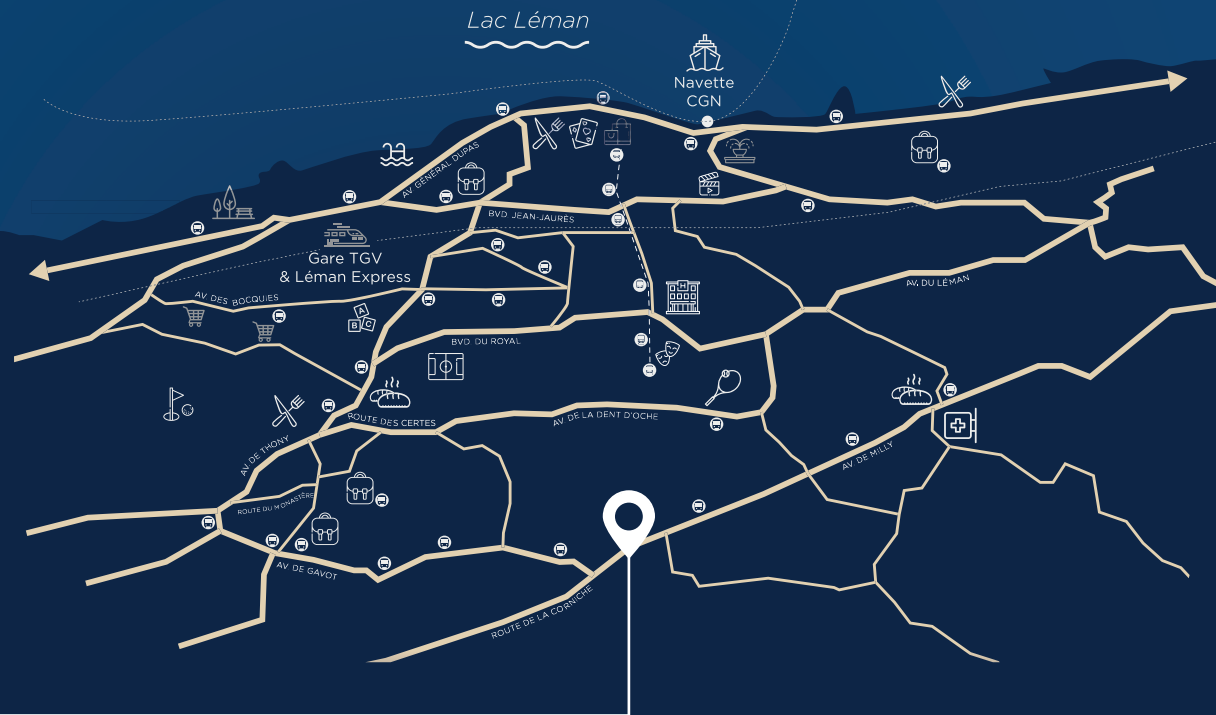 Lac Léman
Navette
CGN
AV GÉNÉRAL DUPAS
BVD JEAN-JAURÈS
Gare TGV
& Léman Express
AV DES BOCQUIES
AV. DU LÉMAN
H
A
B
C
BVD DU ROYAL
ROUTE DES CERTES
AV DE LA DENT D'OCHE
AV DE THONY
AV DE MILLY
ROUTE DU MONASTÈRE
AV DE GAVOT
ROUTE DE LA CORNICHE